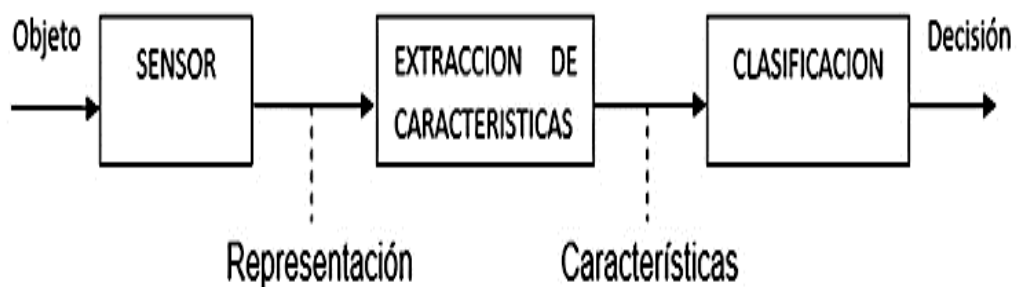 Objeto
SENSOR
EXTRACCION DE
CARACTERISTICAS
CLASIFICACION
Decisión
Representación
Características